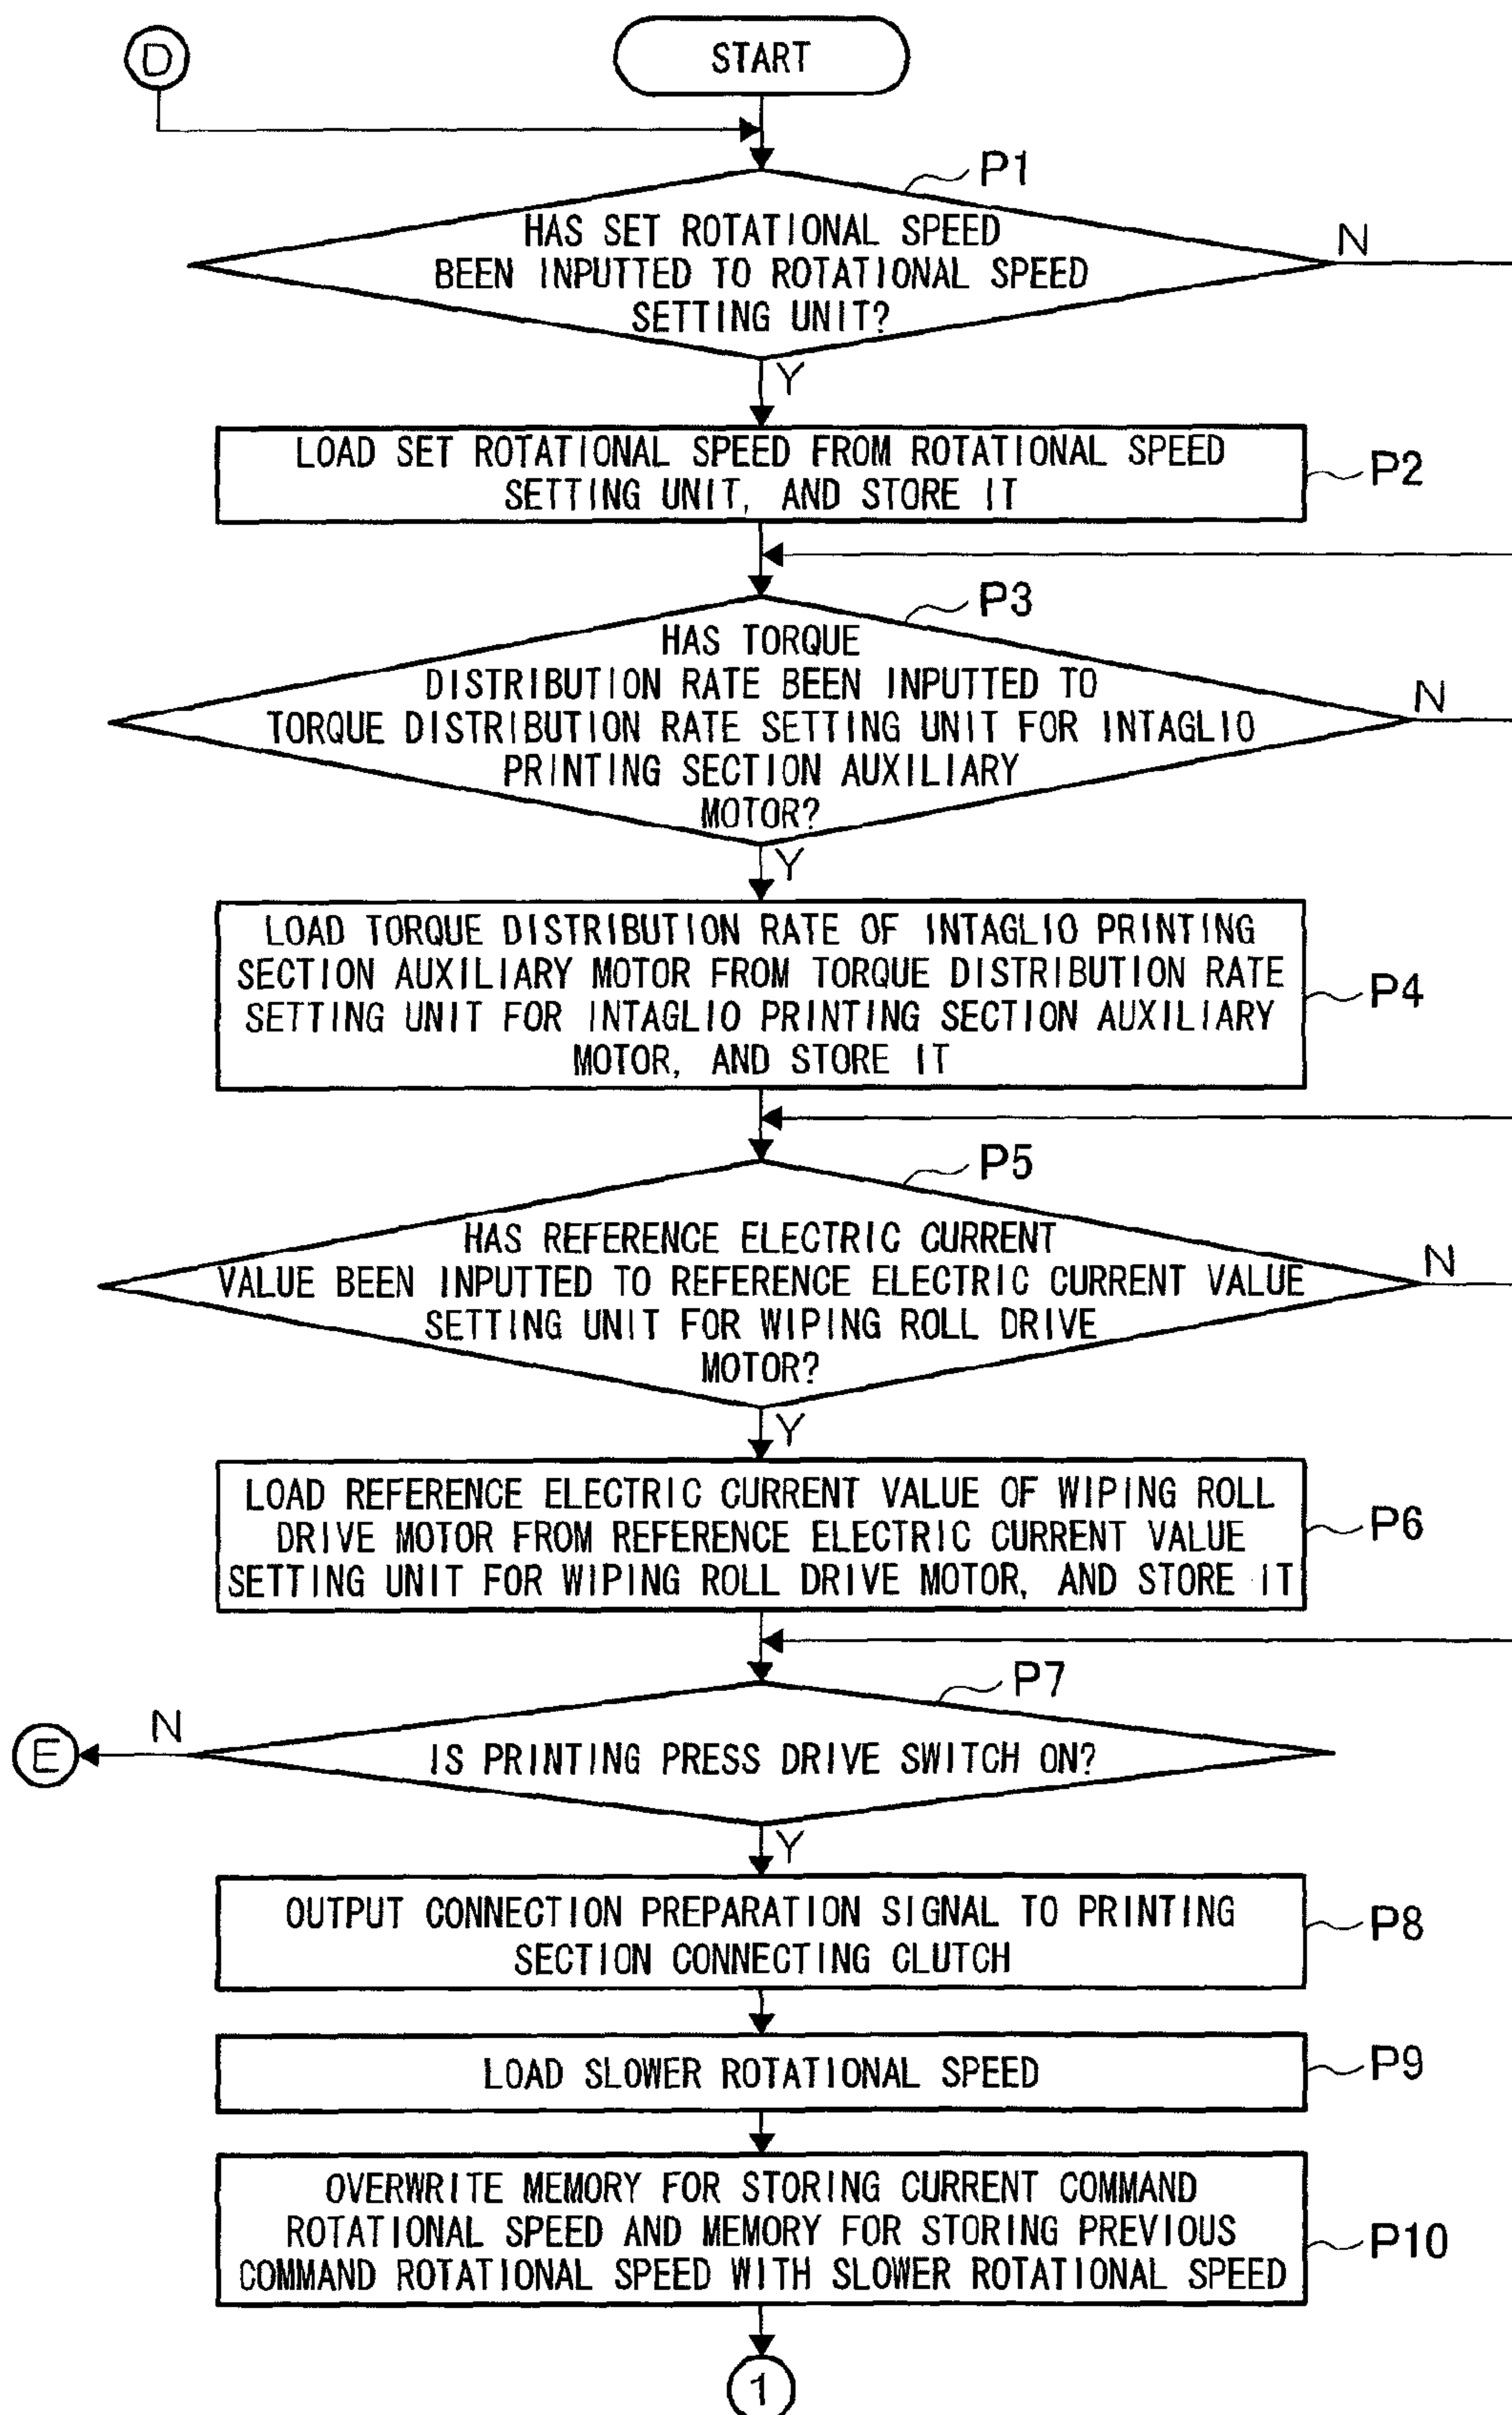 D
START
P1
HAS SET ROTATIONAL SPEED
BEEN INPUTTED TO ROTATIONAL SPEED
SETTING UNIT?
N
Y
LOAD SET ROTATIONAL SPEED FROM ROTATIONAL SPEED
SETTING UNIT, AND STORE IT
P2
P3
HAS TORQUE
DISTRIBUTION RATE BEEN INPUTTED TO
TORQUE DISTRIBUTION RATE SETTING UNIT FOR INTAGLIO
PRINTING SECTION AUXILIARY
MOTOR?
N
Y
LOAD TORQUE DISTRIBUTION RATE OF INTAGLIO PRINTING
SECTION AUXILIARY MOTOR FROM TORQUE DISTRIBUTION RATE
SETTING UNIT FOR INTAGLIO PRINTING SECTION AUXILIARY
MOTOR, AND STORE IT
P4
P5
HAS REFERENCE ELECTRIC CURRENT
VALUE BEEN INPUTTED TO REFERENCE ELECTRIC CURRENT VALUE
SETTING UNIT FOR WIPING ROLL DRIVE
MOTOR?
N
Y
LOAD REFERENCE ELECTRIC CURRENT VALUE OF WIPING ROLL
DRIVE MOTOR FROM REFERENCE ELECTRIC CURRENT VALUE
SETTING UNIT FOR WIPING ROLL DRIVE MOTOR, AND STORE IT
P6
P7
N
E
IS PRINTING PRESS DRIVE SWITCH ON?
Y
OUTPUT CONNECTION PREPARATION SIGNAL TO PRINTING
SECTION CONNECTING CLUTCH
P8
LOAD SLOWER ROTATIONAL SPEED
P9
OVERWRITE MEMORY FOR STORING CURRENT COMMAND
ROTATIONAL SPEED AND MEMORY FOR STORING PREVIOUS
COMMAND ROTATIONAL SPEED WITH SLOWER ROTATIONAL SPEED
P10
1